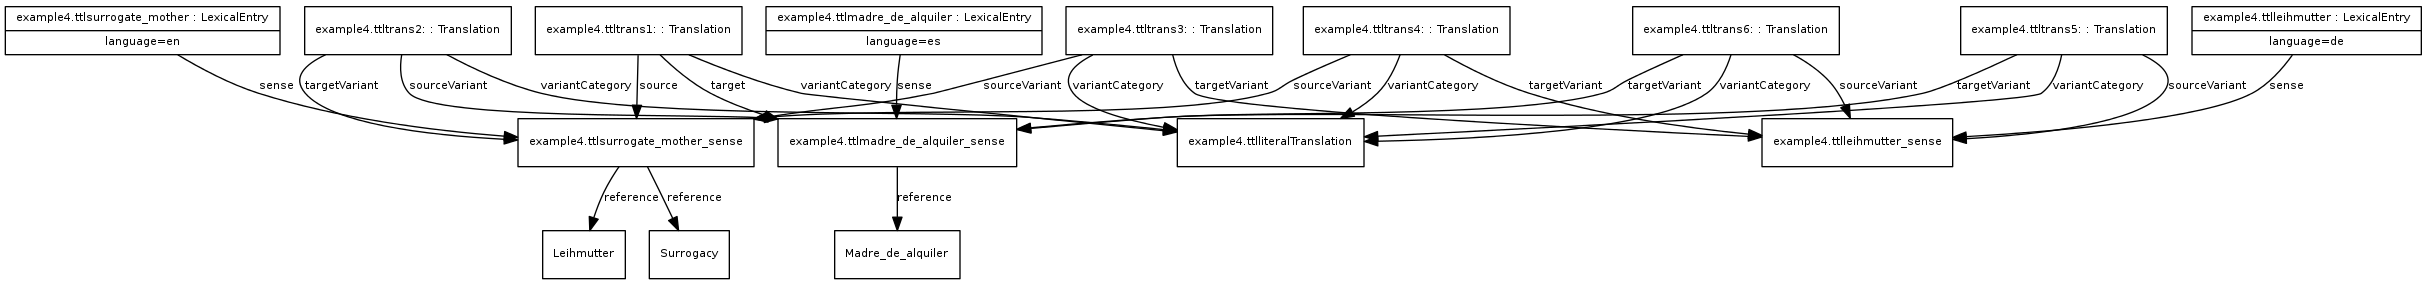 example4.ttlsurrogate_mother : LexicalEntry
language=en
example4.ttltrans2: : Translation
example4.ttltrans1: : Translation
example4.ttlmadre_de_alquiler : LexicalEntry
language=es
example4.ttltrans3: : Translation
example4.ttltrans4: : Translation
example4.ttltrans6: : Translation
example4.ttltrans5: : Translation
example4.ttlleihmutter : LexicalEntry
language=de
sense
targetVariant
sourceVariant
variantCategory
source
target
variantCategory
sense
sourceVariant
variantCategory
targetVariant
sourceVariant
variantCategory
targetVariant
targetVariant
variantCategory
sourceVariant
targetVariant
variantCategory
sourceVariant
sense
example4.ttlsurrogate_mother_sense
example4.ttlmadre_de_alquiler_sense
example4.ttlliteralTranslation
example4.ttlleihmutter_sense
reference
reference
reference
Leihmutter
Surrogacy
Madre_de_alquiler